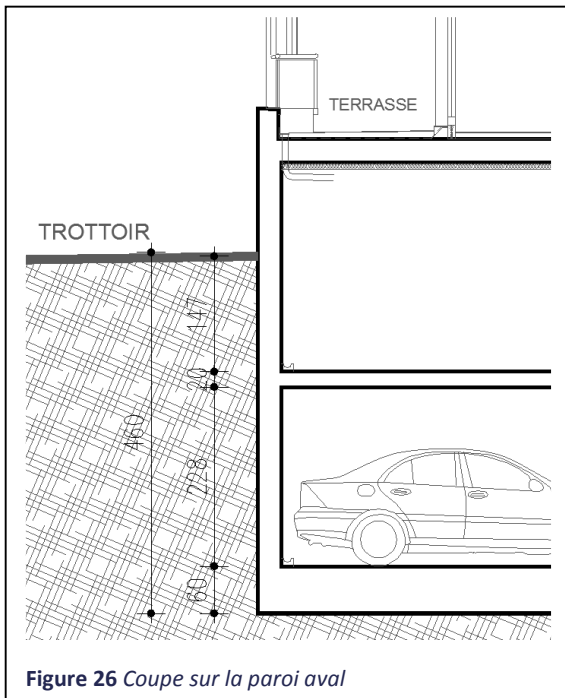 TERRASSE
TROTTOIR
147
20
460
228
60
Figure 26 Coupe sur la paroi aval